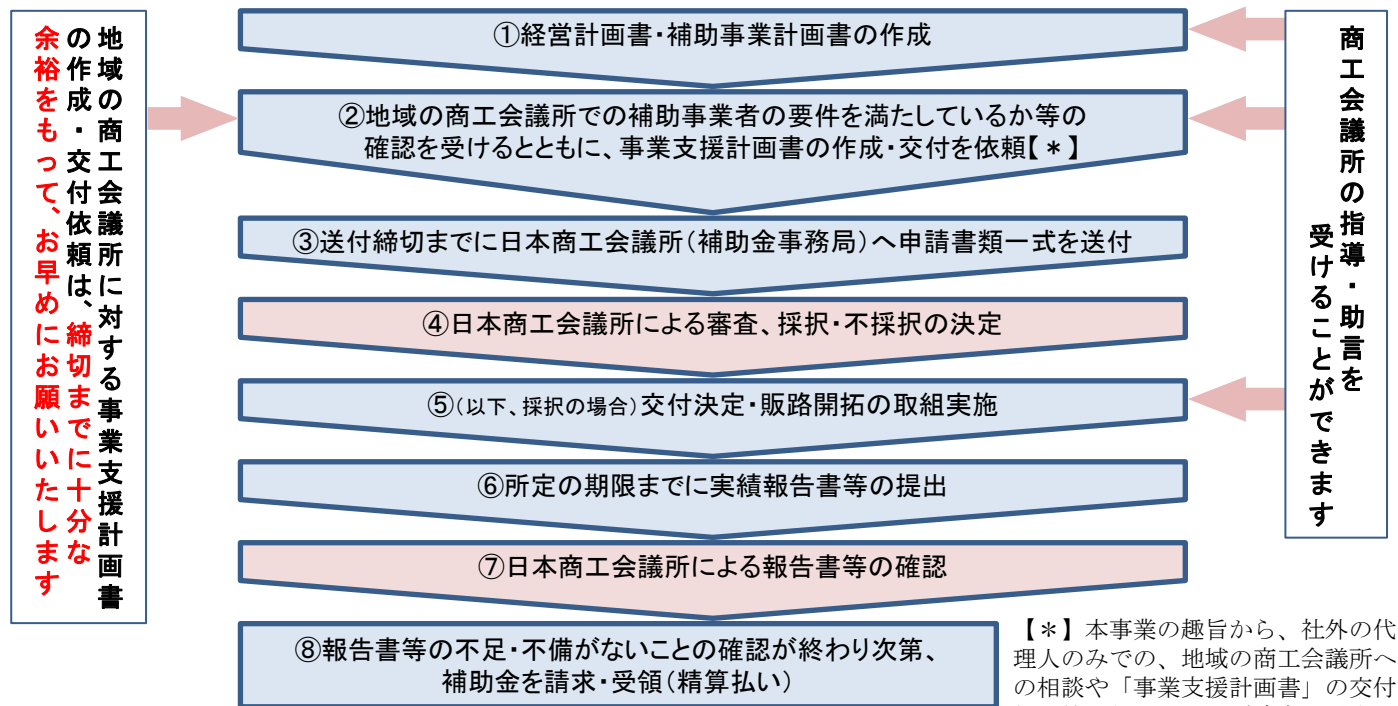 地域の商工会議所に対する事業支援計画書
の作成・交付依頼は、締切までに十分な
余裕をもって、お早めにお願いいたします
①経営計画書・補助事業計画書の作成
②地域の商工会議所での補助事業者の要件を満たしているか等の
確認を受けるとともに、事業支援計画書の作成・交付を依頼【*】
③送付締切までに日本商工会議所(補助金事務局)へ申請書類一式を送付
④日本商工会議所による審査、採択・不採択の決定
⑤(以下、採択の場合)交付決定・販路開拓の取組実施
⑥所定の期限までに実績報告書等の提出
⑦日本商工会議所による報告書等の確認
⑧報告書等の不足・不備がないことの確認が終わり次第、
補助金を請求・受領(精算払い)
商工会議所の指導・助言を
受けることができます
【*】本事業の趣旨から、社外の代
理人のみでの、地域の商工会議所へ
の相談や「事業支援計画書」の交付